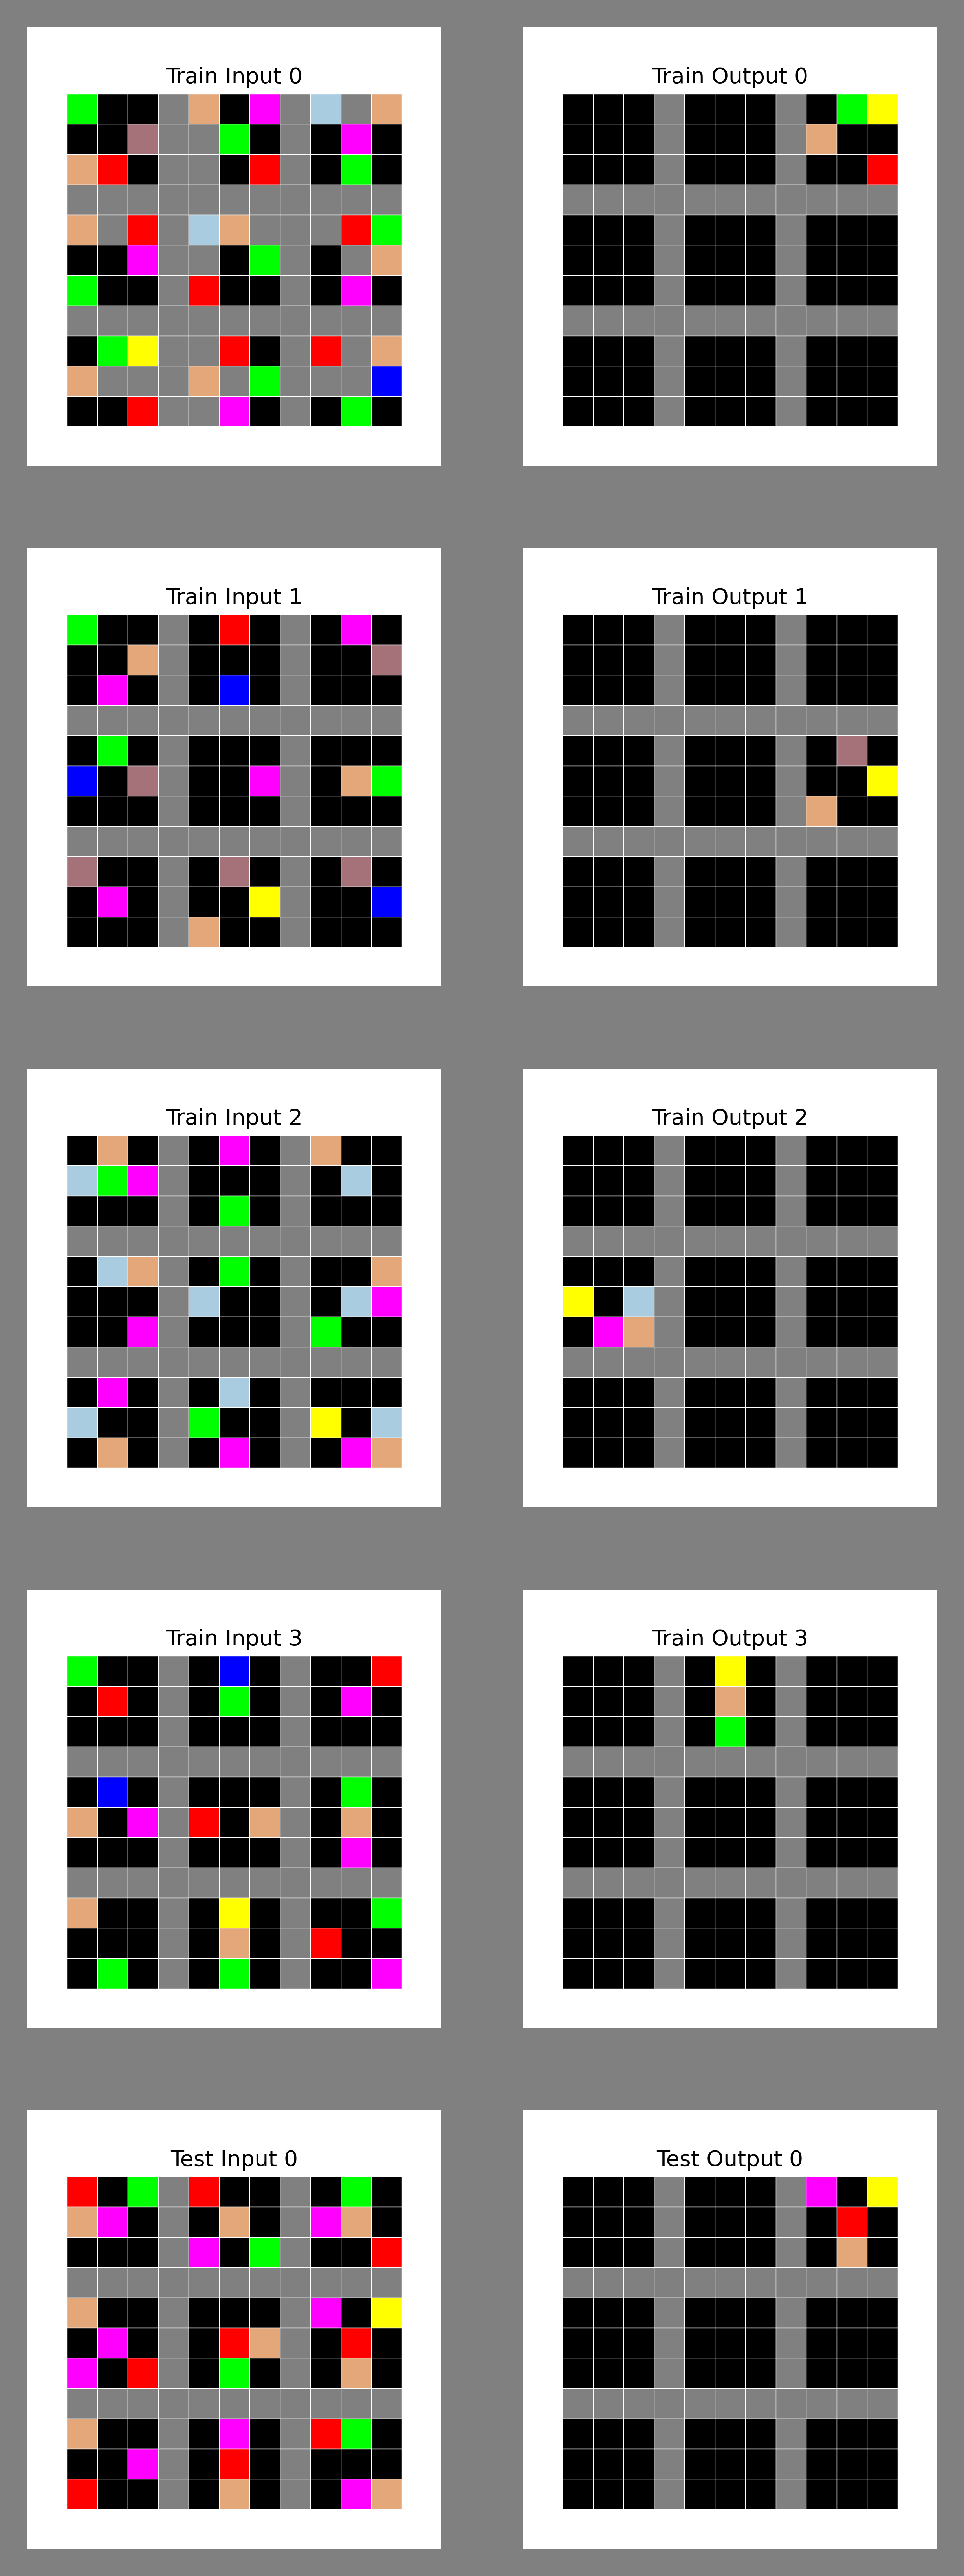 Train Input 0
Train Output 0
Train Input 1
Train Output 1
Train Input 2
Train Output 2
Train Input 3
Train Output 3
Test Input 0
Test Output 0